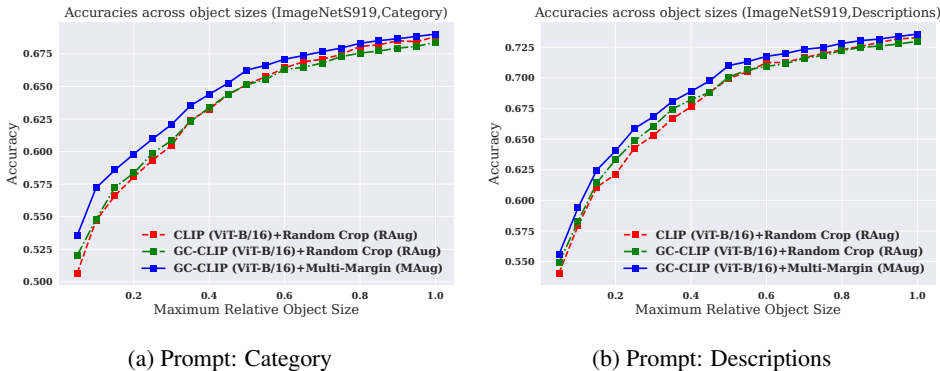 Accuracies across object sizes (ImageNetS919,Category)
0.675
0.650
0.625
0.600
0.575
0.550
0.525
0.500
Accuracy
CLIP (ViT-B/16)+Random Crop (RAug)
GC-CLIP (ViT-B/16)+Random Crop (RAug)
GC-CLIP (ViT-B/16)+Multi-Margin (MAug)
0.2 0.4 0.6 0.8 1.0
Maximum Relative Object Size
(a) Prompt: Category
Accuracies across object sizes (ImageNetS919,Descriptions)
0.725
0.700
0.675
0.650
0.625
0.600
0.575
0.550
Accuracy
CLIP (ViT-B/16)+Random Crop (RAug)
GC-CLIP (ViT-B/16)+Random Crop (RAug)
GC-CLIP (ViT-B/16)+Multi-Margin (MAug)
0.2 0.4 0.6 0.8 1.0
Maximum Relative Object Size
(b) Prompt: Descriptions